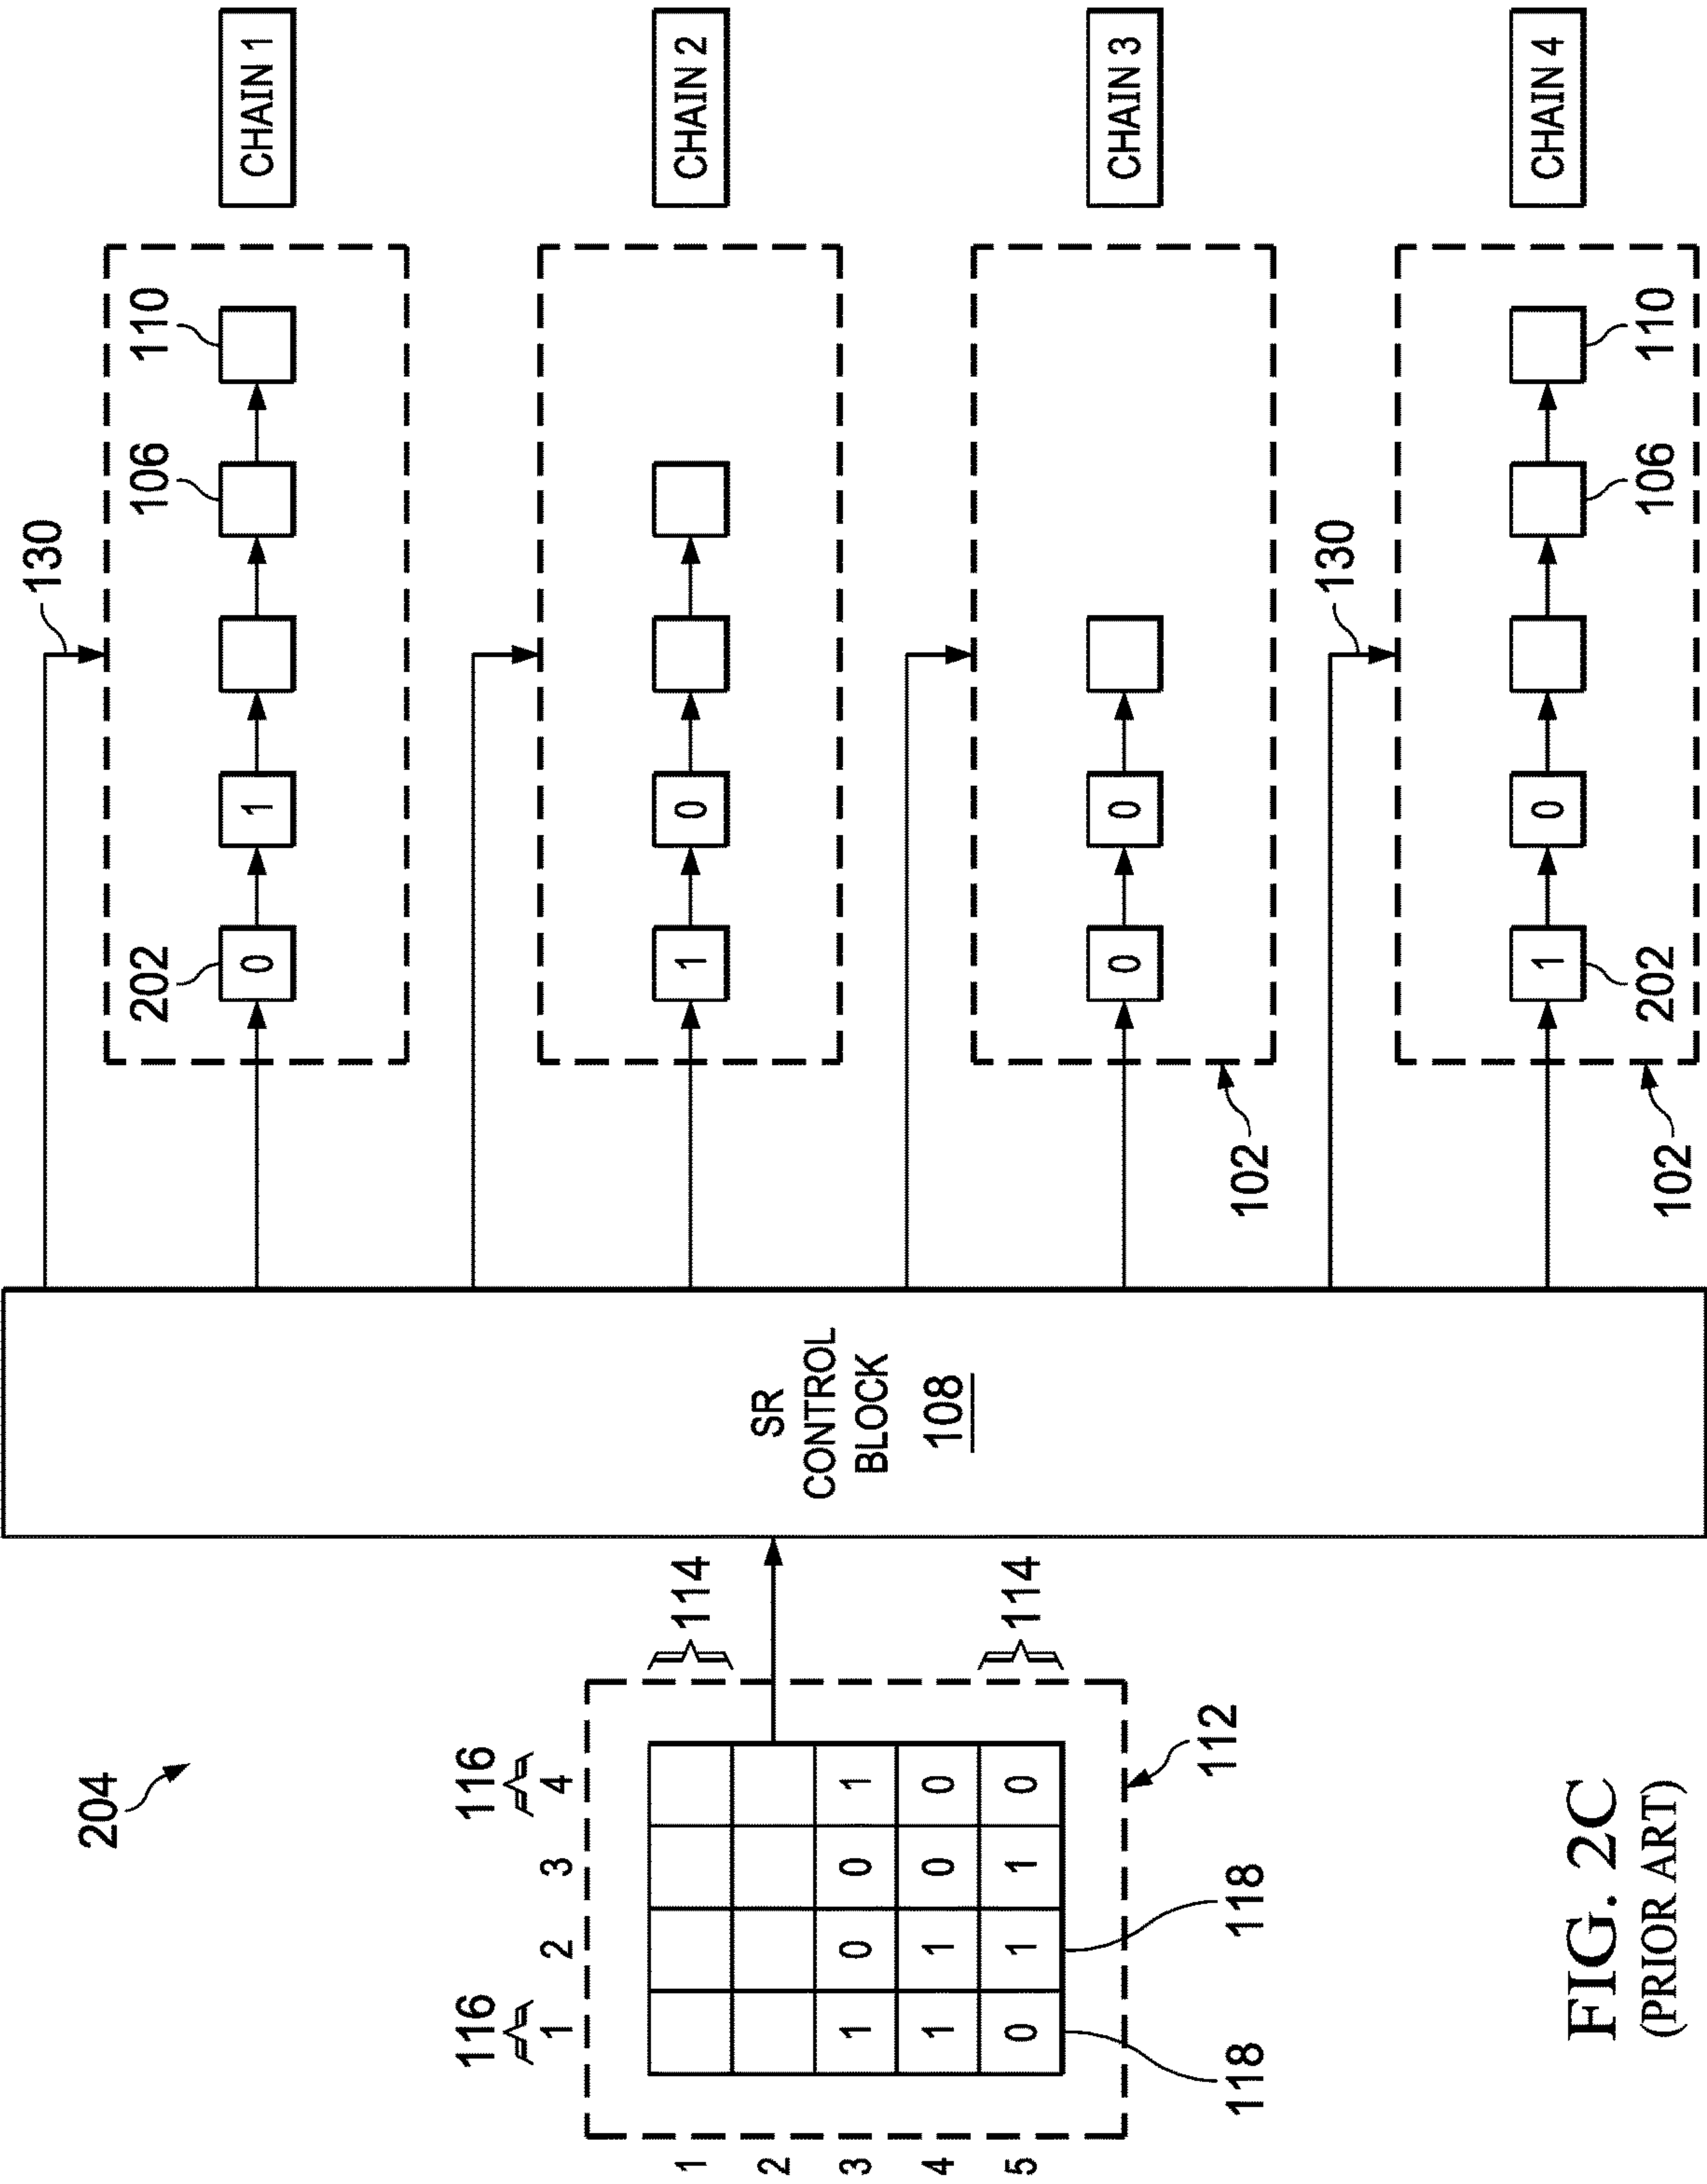 204
116 116
1 2 3 4
1
2
3 1 0 0 1
4 1 1 0 0
5 0 1 1 0
114
114
118 118
112
SR
CONTROL
BLOCK
108
130
202 106 110
0 1
CHAIN 1
1 0
CHAIN 2
0 0
CHAIN 3
102
130
1 0
CHAIN 4
202 106 110
102
FIG. 2C
(PRIOR ART)